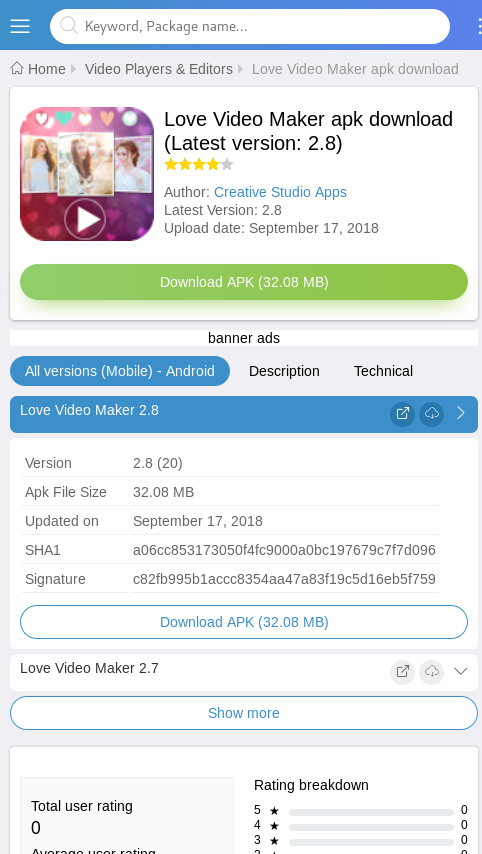 Keyword, Package name...
Home Video Players & Editors Love Video Maker apk download
Love Video Maker apk download
(Latest version: 2.8)
Author: Creative Studio Apps
Latest Version: 2.8
Upload date: September 17, 2018
Download APK (32.08 MB)
banner ads
All versions (Mobile) - Android Description Technical
Love Video Maker 2.8
Version 2.8 (20)
Apk File Size 32.08 MB
Updated on September 17, 2018
SHA1 a06cc853173050f4fc9000a0bc197679c7f7d096
Signature c82fb995b1accc8354aa47a83f19c5d16eb5f759
Download APK (32.08 MB)
Love Video Maker 2.7
Show more
Total user rating
0
Average user rating
Rating breakdown
5 ★ 0
4 ★ 0
3 ★ 0